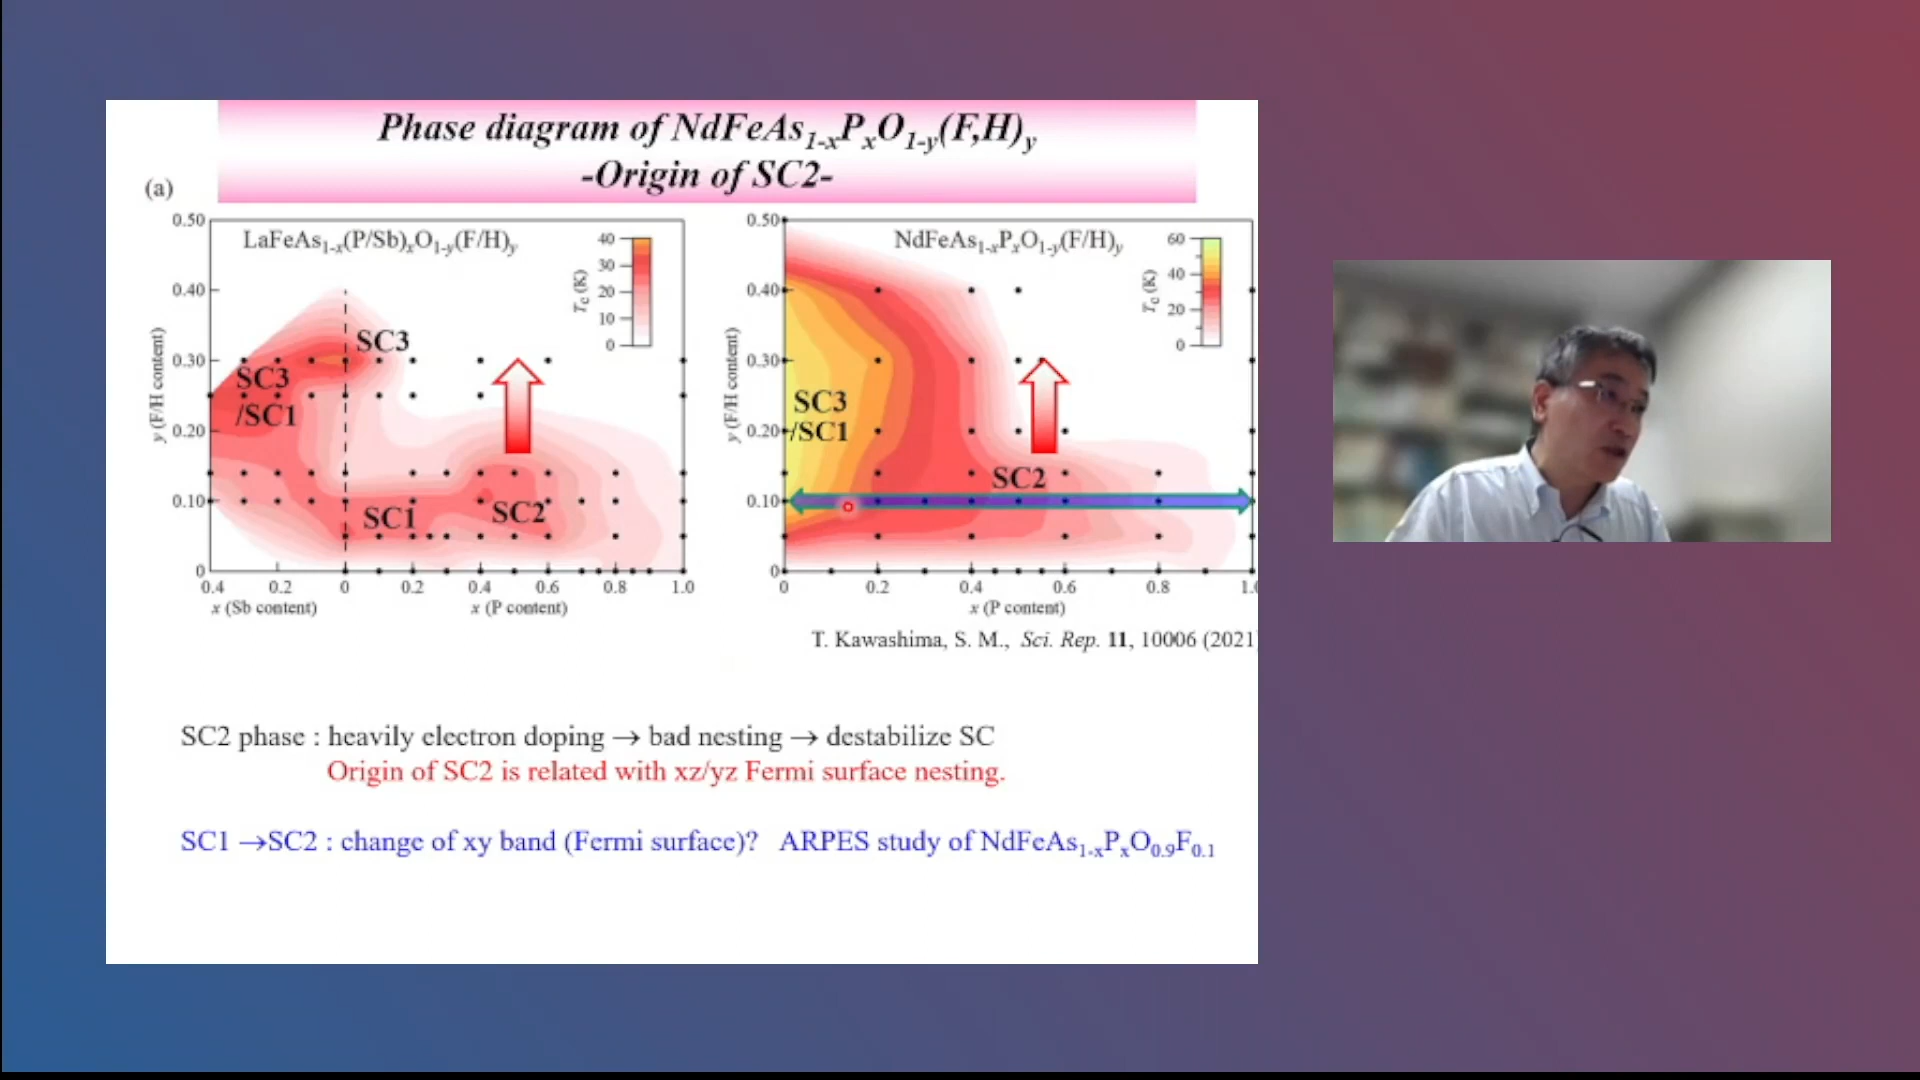 Phase diagram of NdFeAs1-xPxO1-y(F,H)y
-Origin of SC2-
(a)
LaFeAs1-x(P/Sb)xO1-y(F/H)y
0.50
0.40
0.30
0.20
0.10
0
y (F/H content)
40
30
20
10
0
Tc (K)
SC3
SC3
/SC1
SC1
SC2
0.4
0.2
0
0.2
0.4
0.6
0.8
1.0
x (Sb content)
x (P content)
NdFeAs1-xPxO1-y(F/H)y
0.50
0.40
0.30
0.20
0.10
0
y (F/H content)
60
40
20
0
Tc (K)
SC3
/SC1
SC2
0
0.2
0.4
0.6
0.8
1.0
x (P content)
T. Kawashima, S. M., Sci. Rep. 11, 10006 (2021
SC2 phase : heavily electron doping → bad nesting → destabilize SC
Origin of SC2 is related with xz/yz Fermi surface nesting.
SC1 →SC2 : change of xy band (Fermi surface)? ARPES study of NdFeAs1-xPxO0.9F0.1